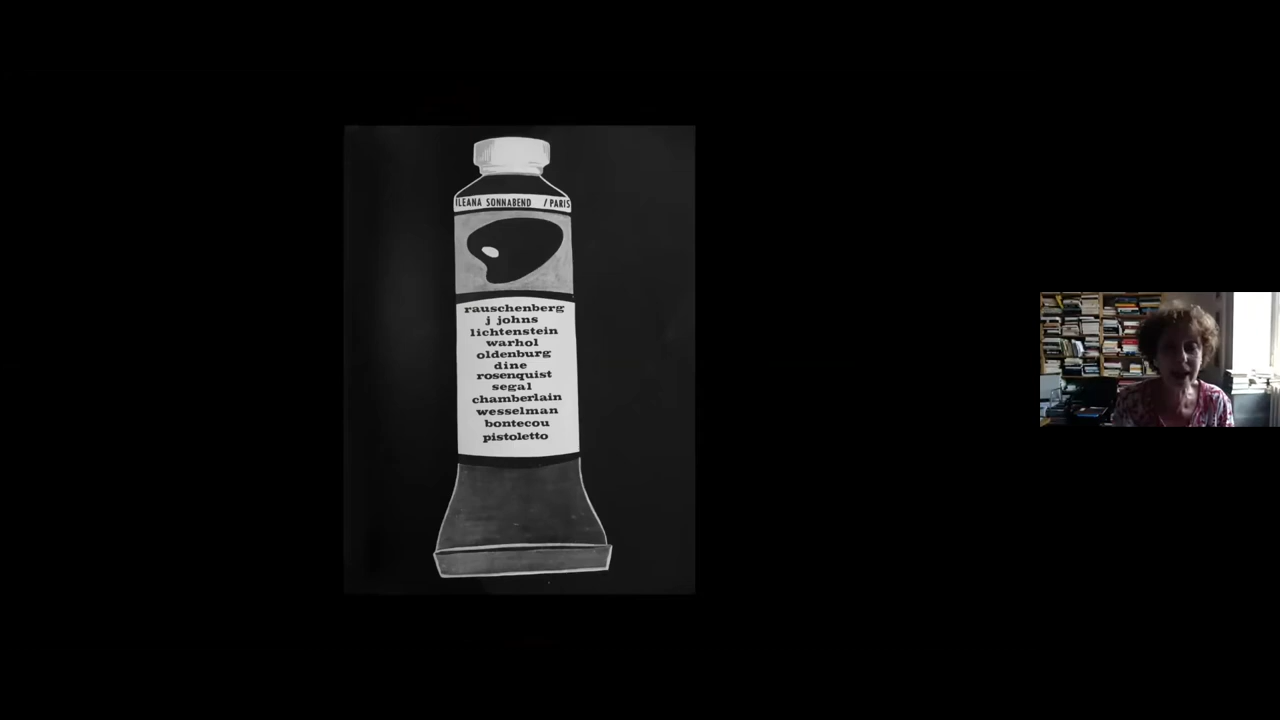 ILEANA SONNABEND / PARIS
rauschenberg
j johns
lichtenstein
warhol
oldenburg
dine
rosenquist
segal
chamberlain
wesselman
bontecou
pistoletto